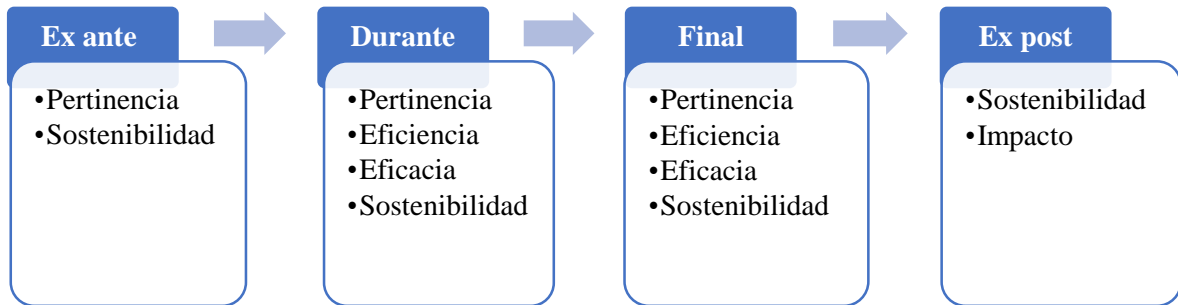 Ex ante
•Pertinencia
•Sostenibilidad
Durante
•Pertinencia
•Eficiencia
•Eficacia
•Sostenibilidad
Final
•Pertinencia
•Eficiencia
•Eficacia
•Sostenibilidad
Ex post
•Sostenibilidad
•Impacto